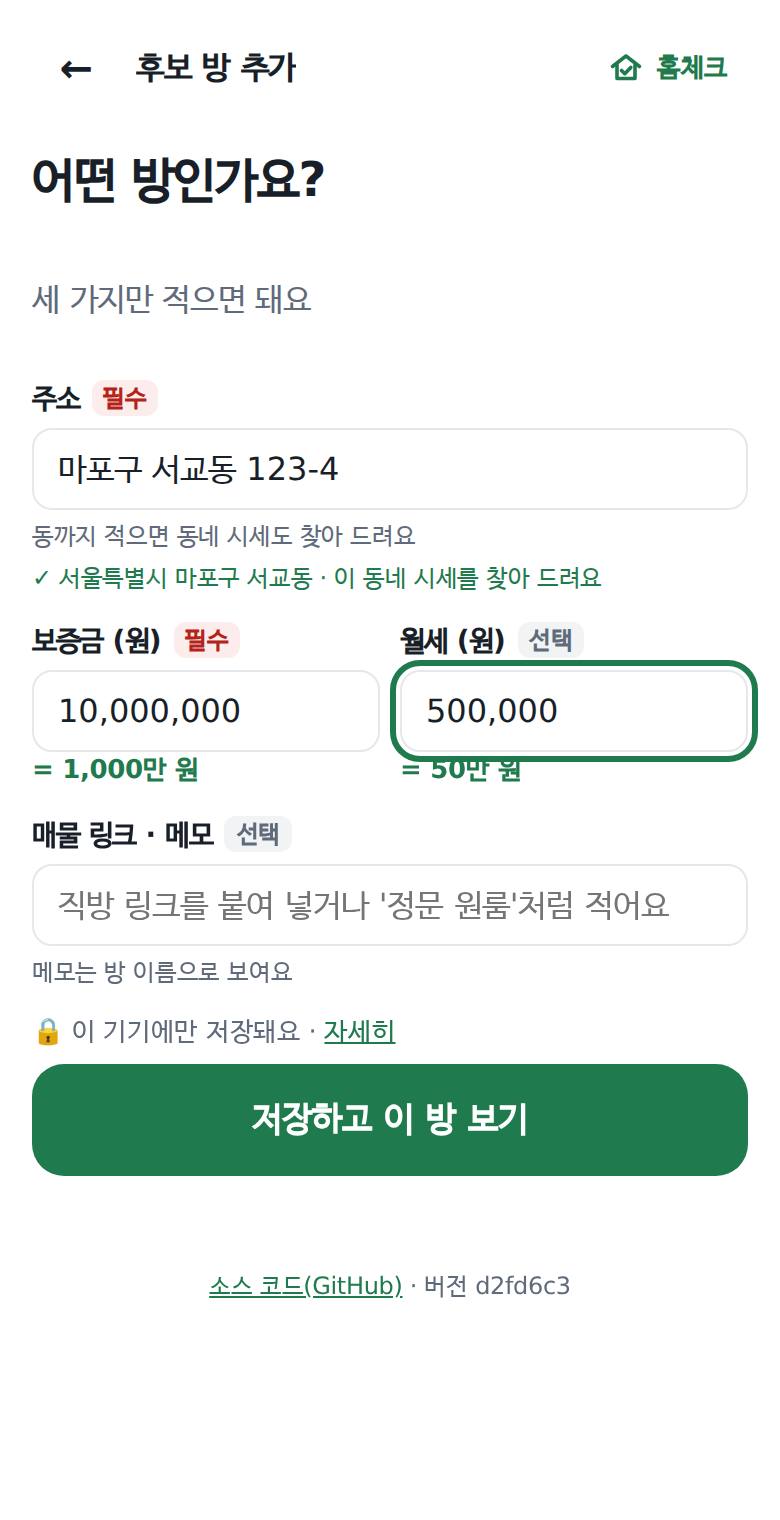 ← 후보 방 추가 홈체크
어떤 방인가요?
세 가지만 적으면 돼요
주소 필수
마포구 서교동 123-4
동까지 적으면 동네 시세도 찾아 드려요
✓ 서울특별시 마포구 서교동 · 이 동네 시세를 찾아 드려요
보증금 (원) 필수 월세 (원) 선택
10,000,000 500,000
= 1,000만 원 = 50만 원
매물 링크 · 메모 선택
직방 링크를 붙여 넣거나 '정문 원룸'처럼 적어요
메모는 방 이름으로 보여요
🔒 이 기기에만 저장돼요 · 자세히
저장하고 이 방 보기
소스 코드(GitHub) · 버전 d2fd6c3